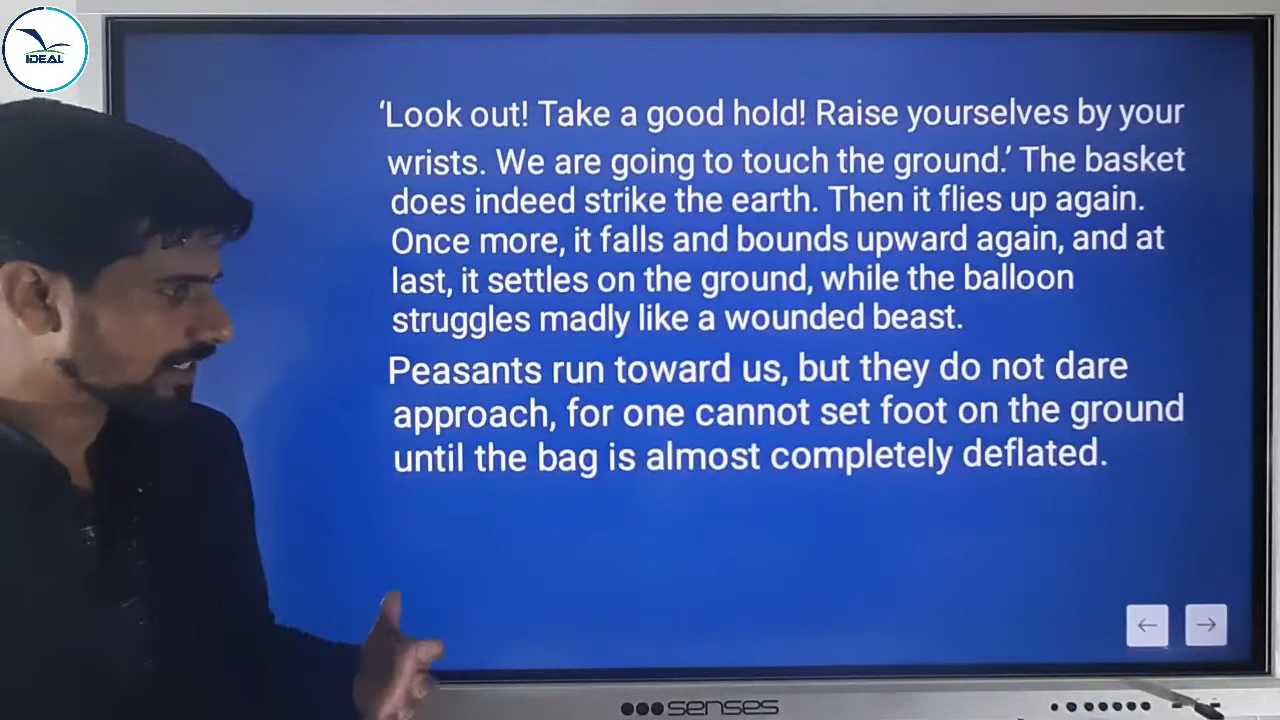 IDEAL
‘Look out! Take a good hold! Raise yourselves by your
wrists. We are going to touch the ground.’ The basket
does indeed strike the earth. Then it flies up again.
Once more, it falls and bounds upward again, and at
last, it settles on the ground, while the balloon
struggles madly like a wounded beast.
Peasants run toward us, but they do not dare
approach, for one cannot set foot on the ground
until the bag is almost completely deflated.
senses